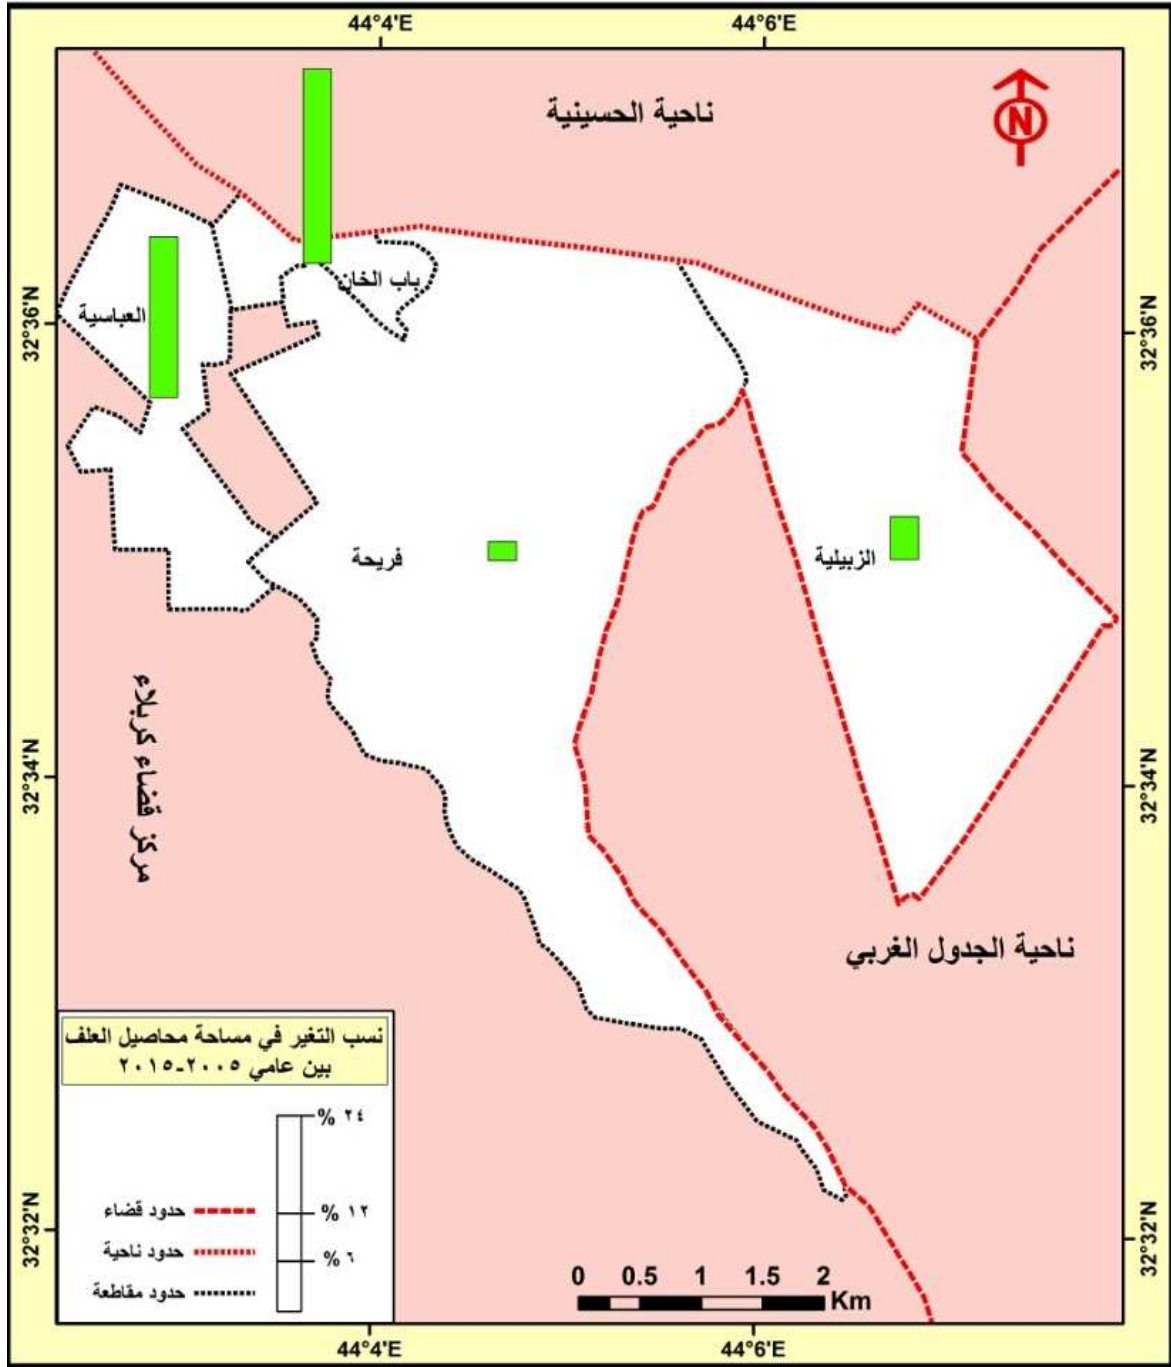 44°4'E
44°6'E
ناحية الحسينية
N
باب الخان
العباسية
32°36'N
32°36'N
فريحة
الزبيلية
مركز قضاء كربلاء
32°34'N
32°34'N
ناحية الجدول الغربي
نسب التغير في مساحة محاصيل العلف
بين عامي ٢٠٠٥-٢٠١٥
% ٢٤
% ١٢
% ٦
حدود قضاء
حدود ناحية
حدود مقاطعة
32°32'N
32°32'N
0 0.5 1 1.5 2
Km
44°4'E
44°6'E